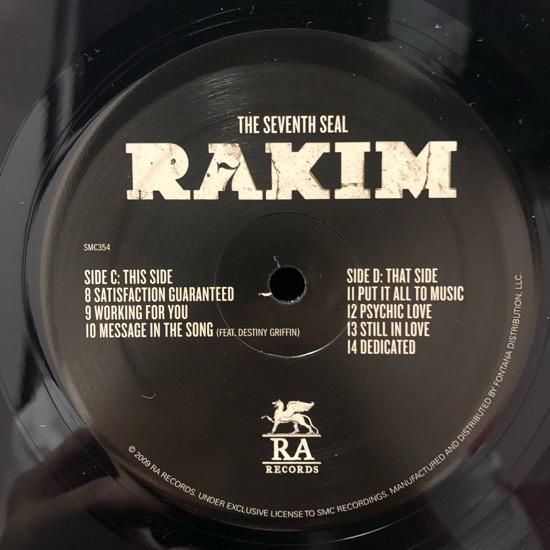 THE SEVENTH SEAL
RAKIM
SMC354
SIDE C: THIS SIDE
8 SATISFACTION GUARANTEED
9 WORKING FOR YOU
10 MESSAGE IN THE SONG (FEAT. DESTINY GRIFFIN)
SIDE D: THAT SIDE
11 PUT IT ALL TO MUSIC
12 PSYCHIC LOVE
13 STILL IN LOVE
14 DEDICATED
RA
RECORDS
© 2009 RA RECORDS. UNDER EXCLUSIVE LICENSE TO SMC RECORDINGS. MANUFACTURED AND DISTRIBUTED BY FONTANA DISTRIBUTION, LLC.